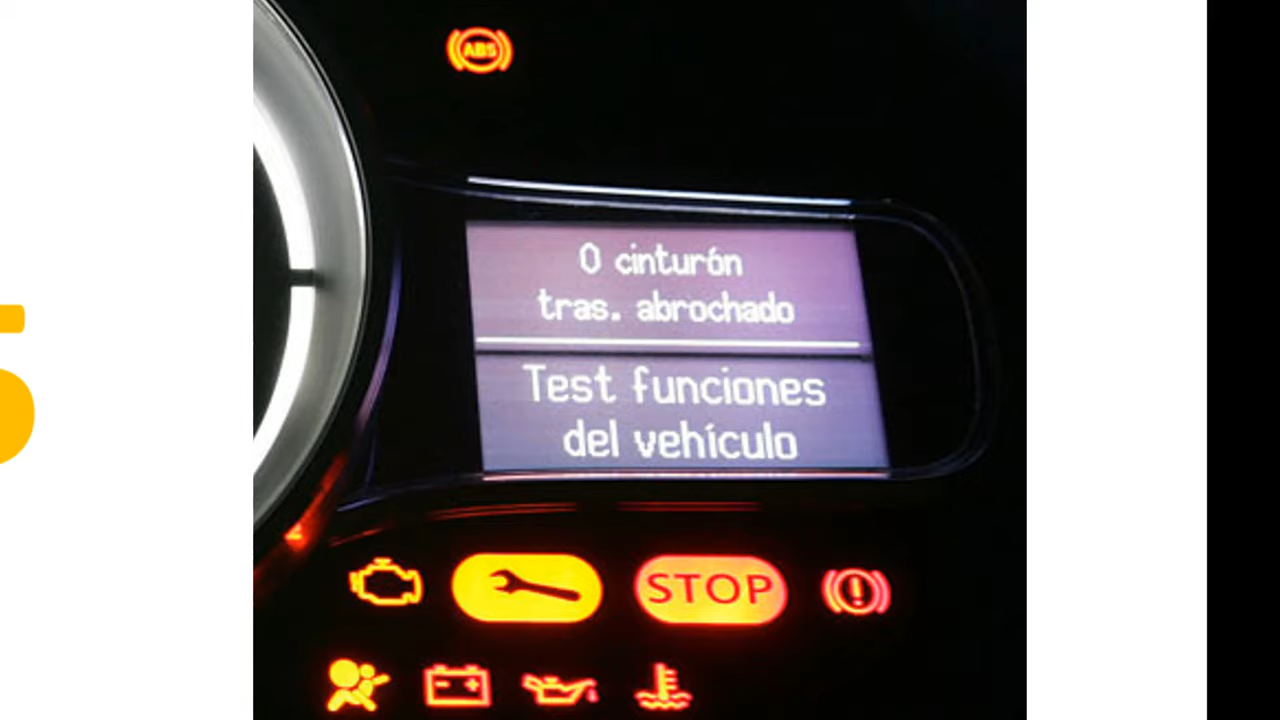 ABS
0 cinturón
tras. abrochado
Test funciones
del vehículo
STOP